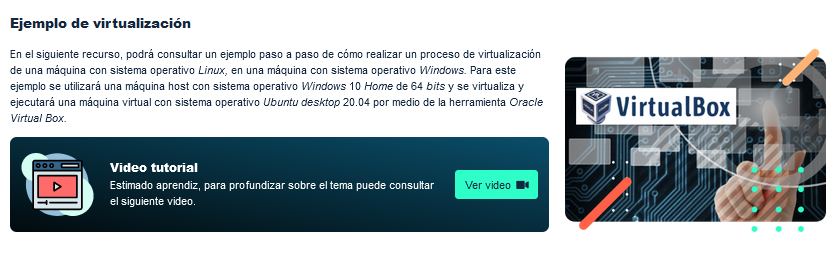 Ejemplo de virtualización
En el siguiente recurso, podrá consultar un ejemplo paso a paso de cómo realizar un proceso de virtualización
de una máquina con sistema operativo Linux, en una máquina con sistema operativo Windows. Para este
ejemplo se utilizará una máquina host con sistema operativo Windows 10 Home de 64 bits y se virtualiza y
ejecutará una máquina virtual con sistema operativo Ubuntu desktop 20.04 por medio de la herramienta Oracle
Virtual Box.
VirtualBox
Video tutorial
Estimado aprendiz, para profundizar sobre el tema puede consultar
el siguiente video.
Ver video